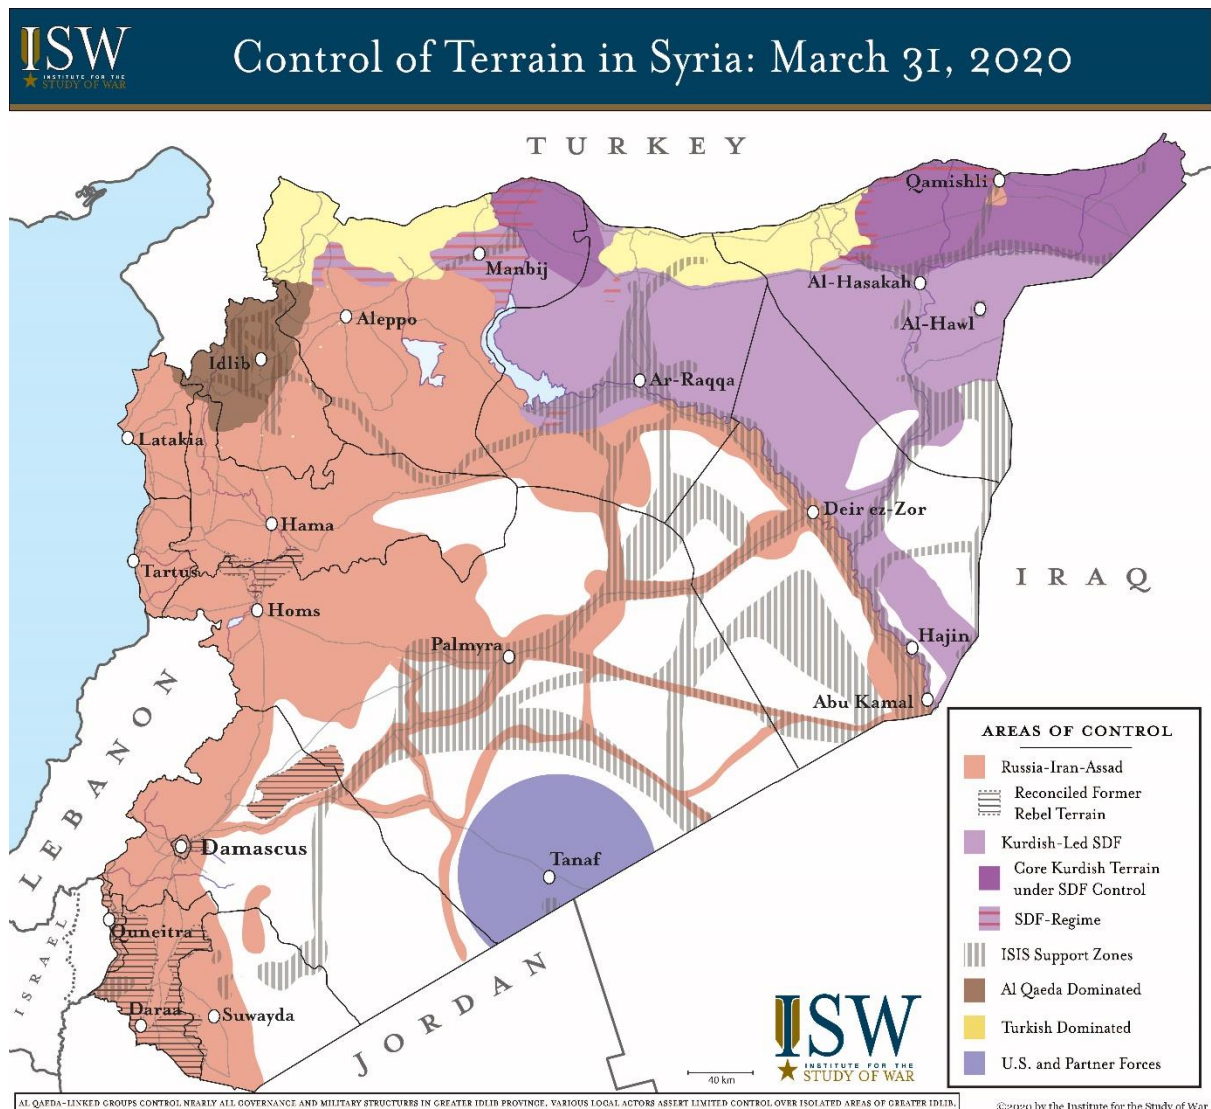 ISW
INSTITUTE FOR THE
STUDY OF WAR
Control of Terrain in Syria: March 31, 2020
TURKEY
Qamishli
Manbij
Al-Hasakah
Aleppo
Al-Hawl
Idlib
Ar-Raqqa
Latakia
Deir ez-Zor
Hama
Tartus
IRAQ
Homs
Hajin
Palmyra
Abu Kamal
LEBANON
Damascus
Tanaf
Quneitra
ISRAEL
Daraa
Suwayda
JORDAN
AREAS OF CONTROL
Russia-Iran-Assad
Reconciled Former
Rebel Terrain
Kurdish-Led SDF
Core Kurdish Terrain
under SDF Control
SDF-Regime
ISIS Support Zones
Al Qaeda Dominated
Turkish Dominated
U.S. and Partner Forces
ISW
INSTITUTE FOR THE
STUDY OF WAR
40 km
AL QAEDA-LINKED GROUPS CONTROL NEARLY ALL GOVERNANCE AND MILITARY STRUCTURES IN GREATER IDLIB PROVINCE. VARIOUS LOCAL ACTORS ASSERT LIMITED CONTROL OVER ISOLATED AREAS OF GREATER IDLIB.
©2020 by the Institute for the Study of War